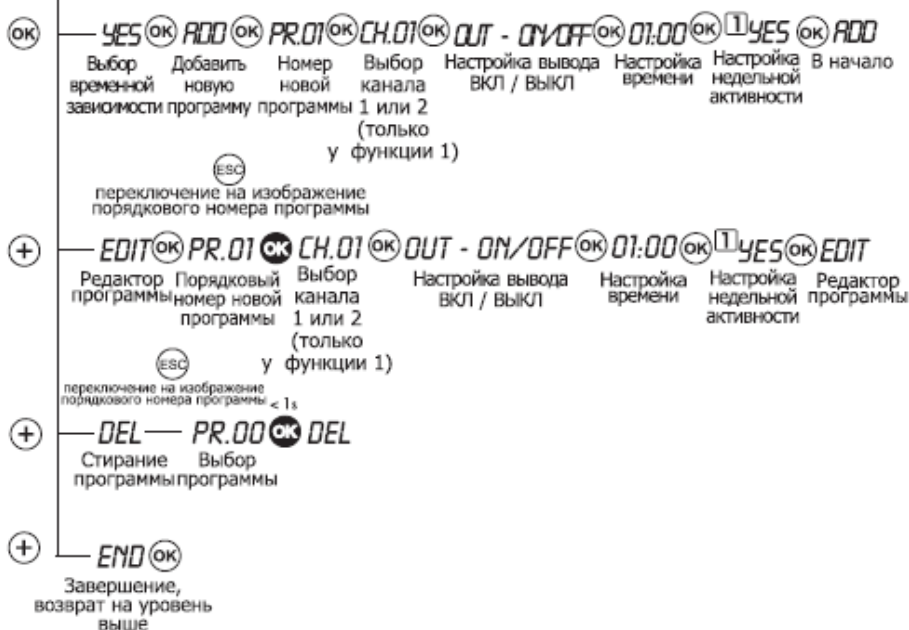 OK YES OK ADD OK PR.01 OK CH.01 OK OUT - ON/OFF OK 01:00 OK 1 YES OK ADD
Выбор Добавить Номер Выбор Настройка вывода Настройка Настройка В начало
временной новую новой канала ВКЛ / ВЫКЛ времени недельной
зависимости программу программы 1 или 2 активности
(только
у функции 1)
ESC
переключение на изображение
порядкового номера программы
+ EDIT OK PR.01 OK CH.01 OK OUT - ON/OFF OK 01:00 OK 1 YES OK EDIT
Редактор Порядковый Выбор Настройка вывода Настройка Настройка Редактор
программы номер новой канала ВКЛ / ВЫКЛ времени недельной программы
программы 1 или 2 активности
(только
у функции 1)
ESC
переключение на изображение
порядкового номера программы < 1s
+ DEL PR.00 OK DEL
Стирание Выбор
программы программы
+ END OK
Завершение,
возврат на уровень
выше